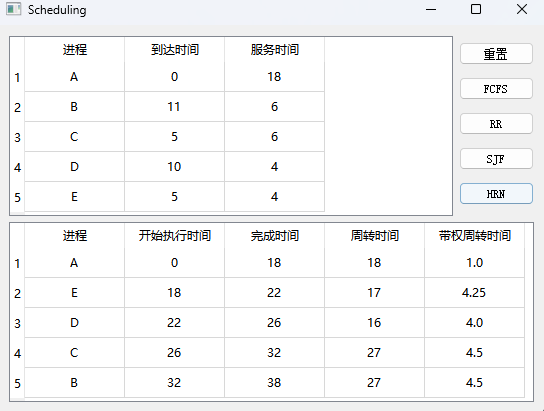 Scheduling
进程 到达时间 服务时间
1 A 0 18
2 B 11 6
3 C 5 6
4 D 10 4
5 E 5 4
重置
FCFS
RR
SJF
HRN
进程 开始执行时间 完成时间 周转时间 带权周转时间
1 A 0 18 18 1.0
2 E 18 22 17 4.25
3 D 22 26 16 4.0
4 C 26 32 27 4.5
5 B 32 38 27 4.5